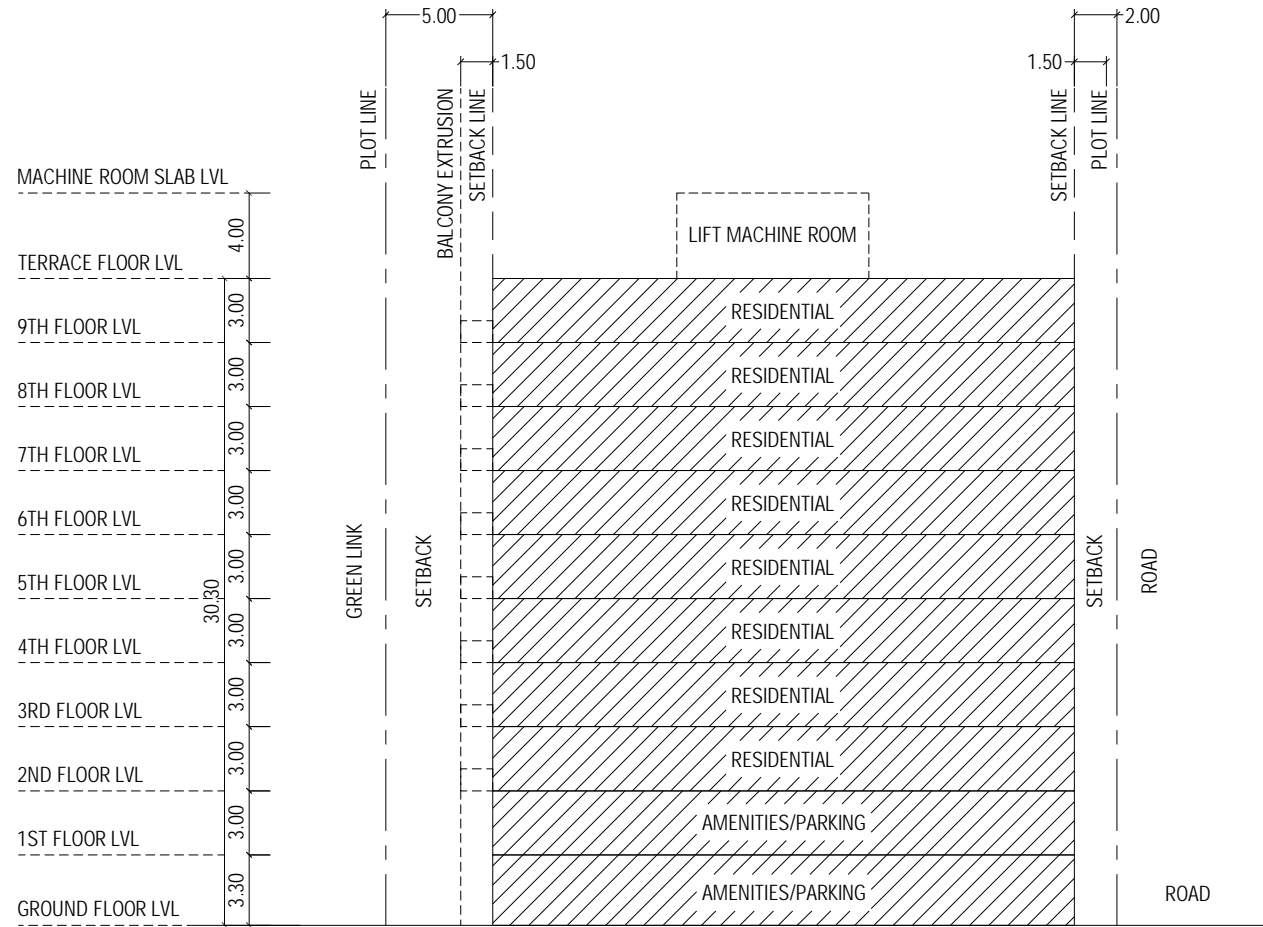 5.00
2.00
1.50
1.50
PLOT LINE
BALCONY EXTRUSION
SETBACK LINE
SETBACK LINE
PLOT LINE
MACHINE ROOM SLAB LVL
4.00
LIFT MACHINE ROOM
TERRACE FLOOR LVL
3.00
RESIDENTIAL
9TH FLOOR LVL
3.00
RESIDENTIAL
8TH FLOOR LVL
3.00
RESIDENTIAL
7TH FLOOR LVL
3.00
RESIDENTIAL
6TH FLOOR LVL
3.00
RESIDENTIAL
5TH FLOOR LVL
30.30
3.00
RESIDENTIAL
4TH FLOOR LVL
3.00
RESIDENTIAL
3RD FLOOR LVL
3.00
RESIDENTIAL
2ND FLOOR LVL
3.00
AMENITIES/PARKING
1ST FLOOR LVL
3.30
AMENITIES/PARKING
GROUND FLOOR LVL
GREEN LINK
SETBACK
SETBACK
ROAD
ROAD